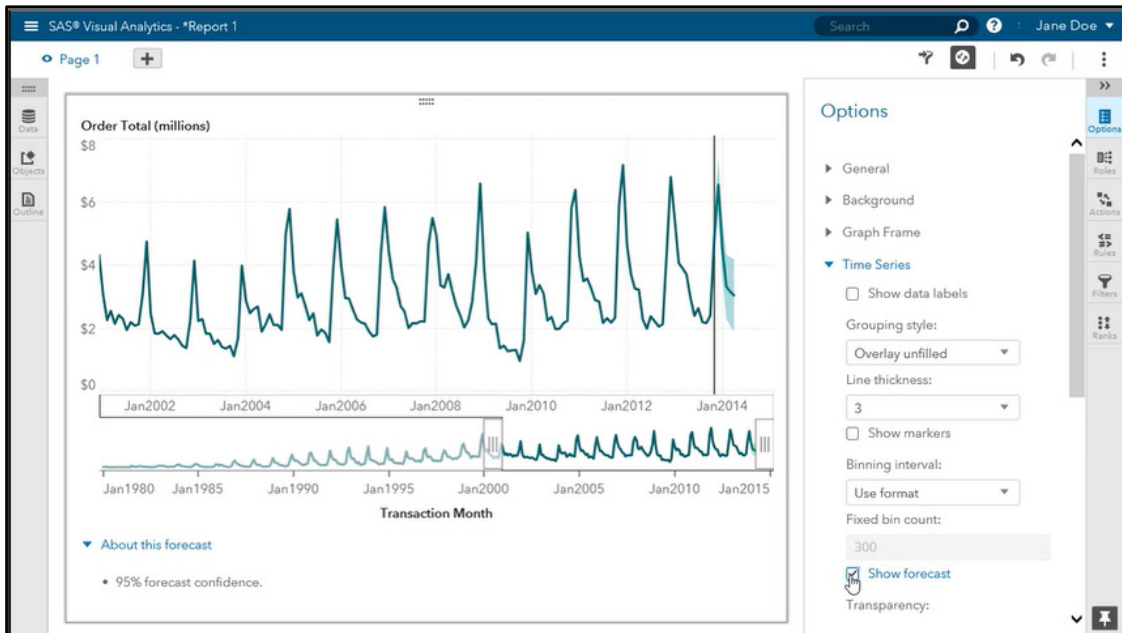 SAS® Visual Analytics - *Report 1
Search
?
Jane Doe
Page 1
+
Data
Objects
Outline
Order Total (millions)
$8
$6
$4
$2
$0
Jan2002 Jan2004 Jan2006 Jan2008 Jan2010 Jan2012 Jan2014
Jan1980 Jan1985 Jan1990 Jan1995 Jan2000 Jan2005 Jan2010 Jan2015
Transaction Month
About this forecast
• 95% forecast confidence.
Options
General
Background
Graph Frame
Time Series
Show data labels
Grouping style:
Overlay unfilled
Line thickness:
3
Show markers
Binning interval:
Use format
Fixed bin count:
300
Show forecast
Transparency:
Options
Roles
Actions
Rules
Filters
Ranks